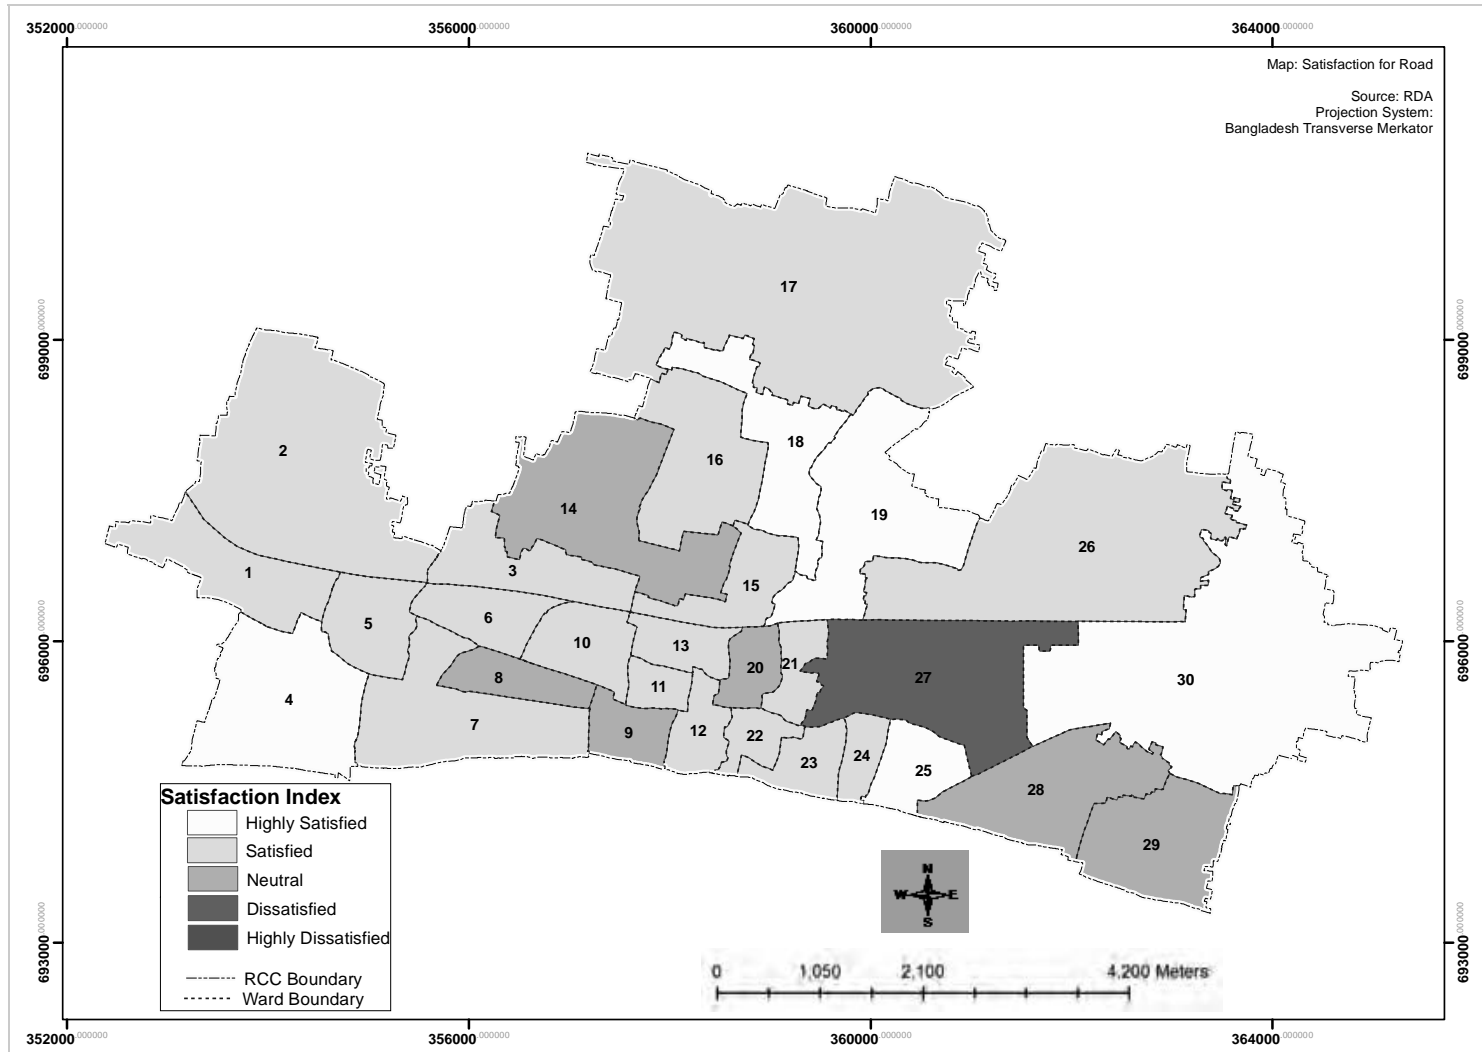 352000.000000 356000.000000 360000.000000 364000.000000
Map: Satisfaction for Road
Source: RDA
Projection System:
Bangladesh Transverse Merkator
699000.000000 699000.000000
696000.000000 696000.000000
693000.000000 693000.000000
17
2
18
16
14
19
26
1
3
15
5
6
10
13
20
21
27
30
8
11
4
7
9
12
22
23
24
25
28
29
Satisfaction Index
Highly Satisfied
Satisfied
Neutral
Dissatisfied
Highly Dissatisfied
RCC Boundary
Ward Boundary
N
W E
S
0 1,050 2,100 4,200 Meters
352000.000000 356000.000000 360000.000000 364000.000000